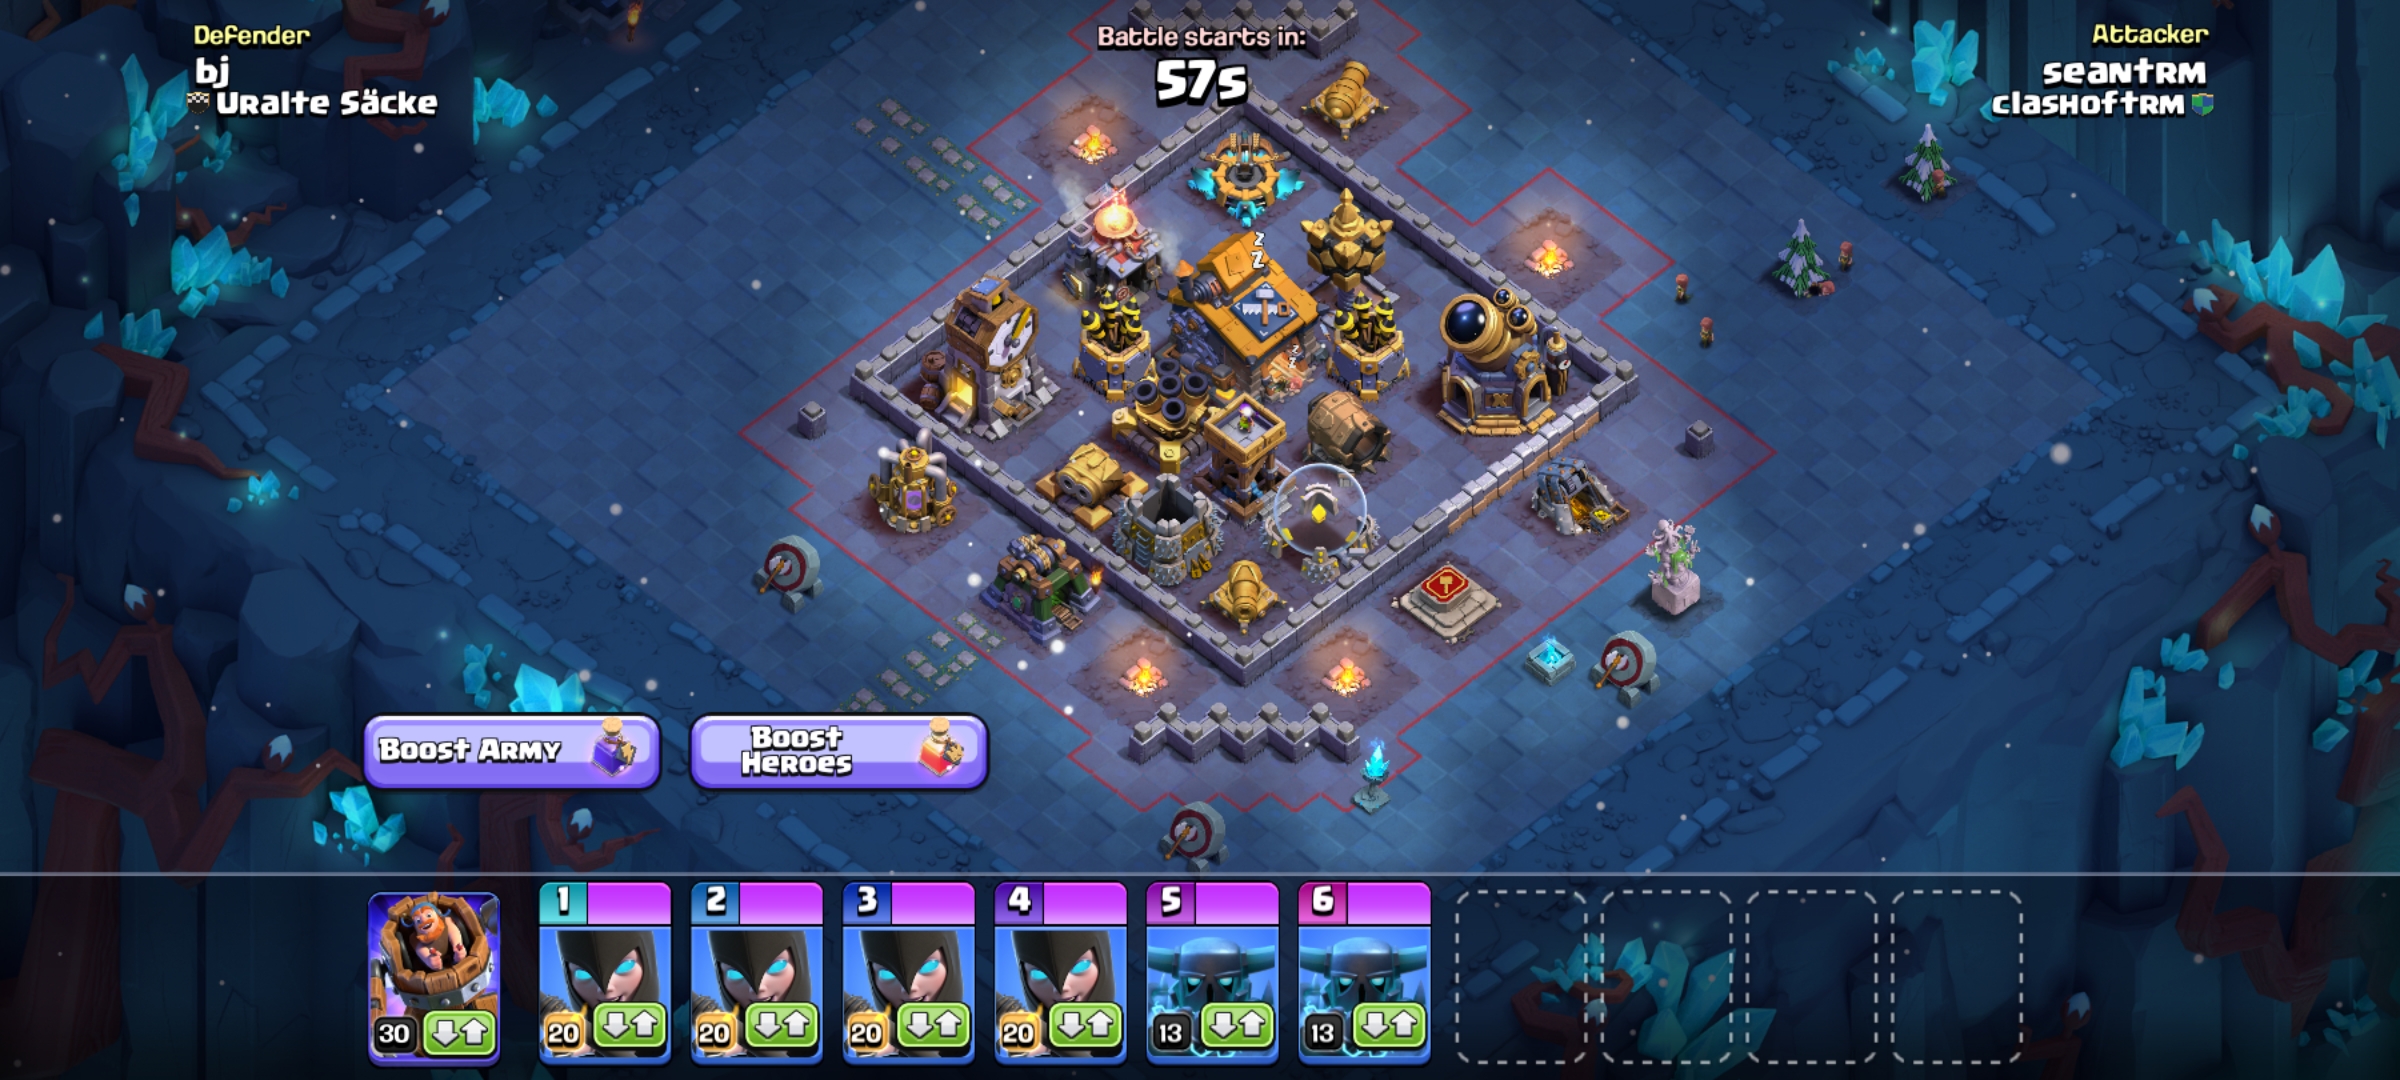 Defender
bj
Uralte Säcke
Battle starts in:
57s
Attacker
seantRM
clashoftRM
z
z
z
z
Boost Army
Boost
Heroes
1
2
3
4
5
6
30
20
20
20
20
13
13